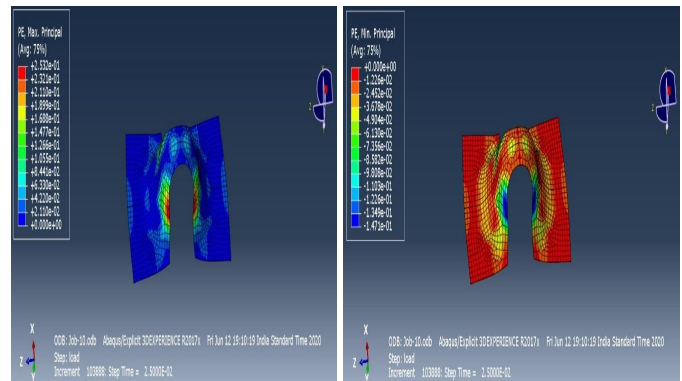 PE, Max. Principal
(Avg: 75%)
+2.532e-01
+2.321e-01
+2.110e-01
+1.899e-01
+1.688e-01
+1.477e-01
+1.266e-01
+1.055e-01
+8.441e-02
+6.330e-02
+4.220e-02
+2.110e-02
+0.000e+00
Z
X
Z
Y
ODB: Job-10.odb Abaqus/Explicit 3DEXPERIENCE R2017x Fri Jun 12 19:10:19 India Standard Time 2020
Step: load
Increment 103888: Step Time = 2.5000E-02
PE, Min. Principal
(Avg: 75%)
+0.000e+00
-1.226e-02
-2.452e-02
-3.678e-02
-4.904e-02
-6.130e-02
-7.356e-02
-8.582e-02
-9.808e-02
-1.103e-01
-1.226e-01
-1.349e-01
-1.471e-01
Z
X
Z
Y
ODB: Job-10.odb Abaqus/Explicit 3DEXPERIENCE R2017x Fri Jun 12 19:10:19 India Standard Time 2020
Step: load
Increment 103888: Step Time = 2.5000E-02